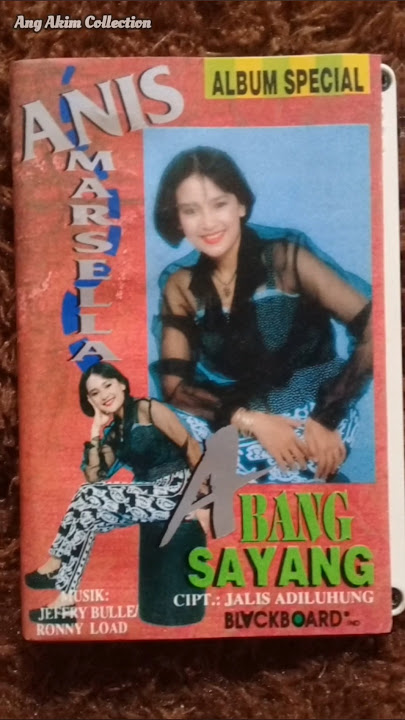 Ang Akim Collection
ALBUM SPECIAL
ANIS
MARSELLA
ABANG
SAYANG
CIPT.: JALIS ADILUHUNG
MUSIK:
JEFFRY BULLE/
RONNY LOAD
BLACKBOARD